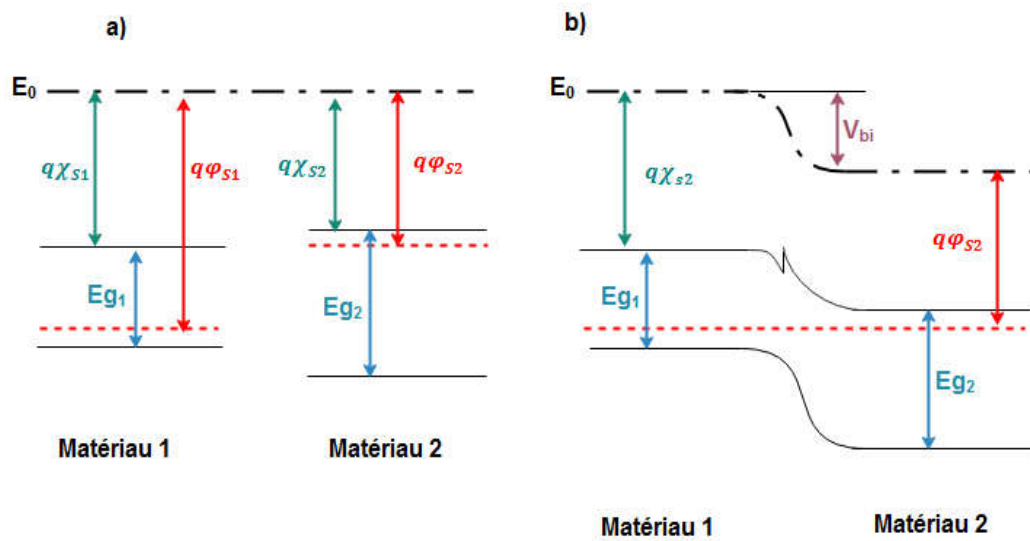 a)
E₀
qχS1
qφS1
qχS2
qφS2
Eg₁
Eg₂
Matériau 1
Matériau 2
b)
E₀
Vbi
qχs2
qφS2
Eg₁
Eg₂
Matériau 1
Matériau 2